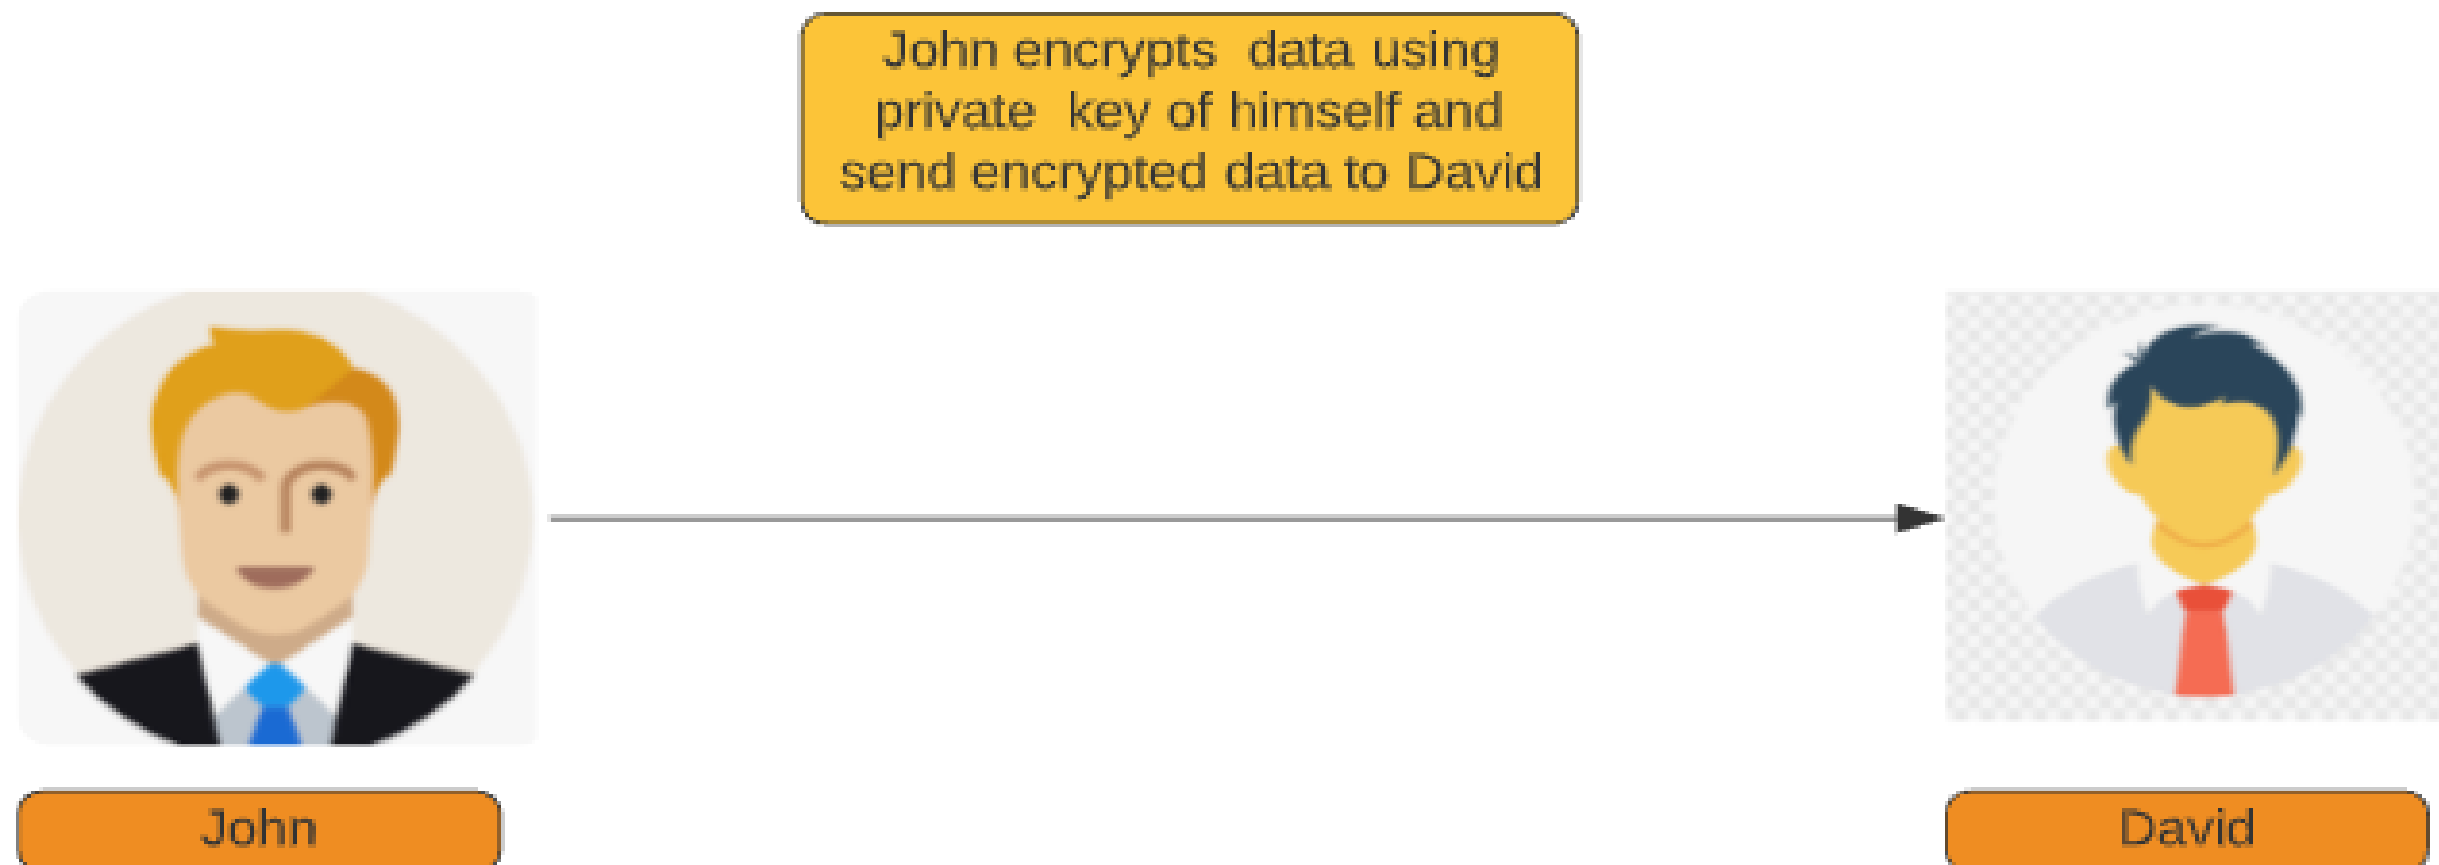 John encrypts data using
private key of himself and
send encrypted data to David
John
David